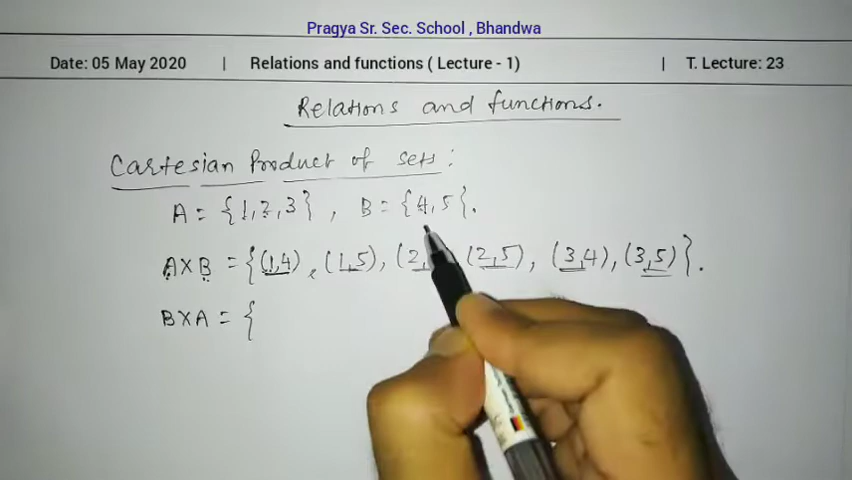 Pragya Sr. Sec. School , Bhandwa
Date: 05 May 2020 | Relations and functions ( Lecture - 1) | T. Lecture: 23
Relations and functions.
Cartesian Product of sets :
A = {1,2,3} , B = {4,5}.
A×B = {(1,4) , (1,5), (2, (2,5) , (3,4) , (3,5)}.
B×A = {